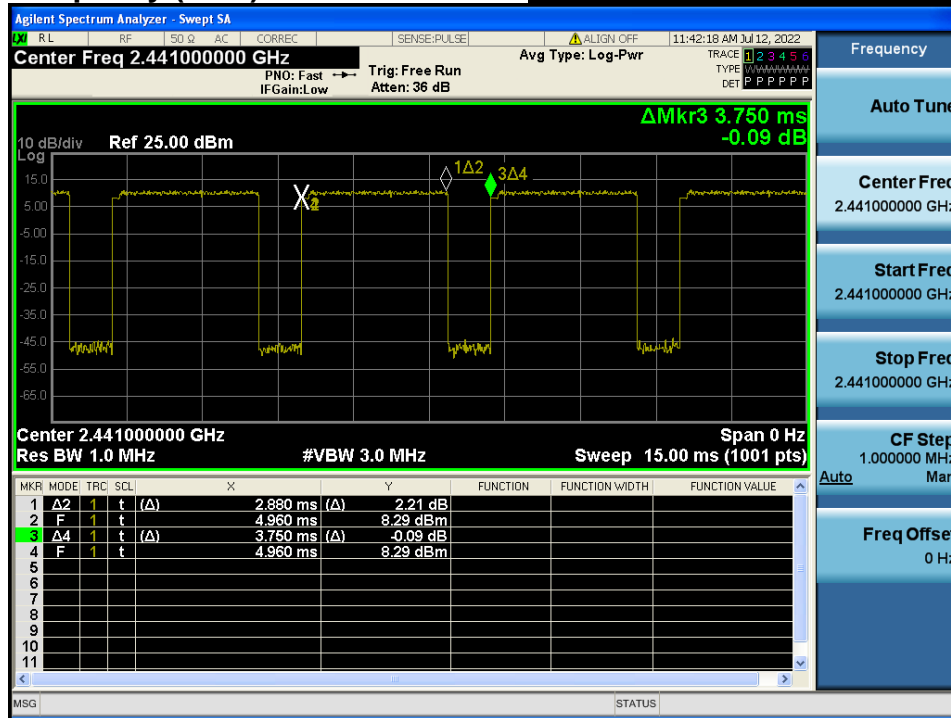 Agilent Spectrum Analyzer - Swept SA
LXI RL RF 50 Ω AC CORREC SENSE:PULSE ALIGN OFF 11:42:18 AM Jul 12, 2022
Center Freq 2.441000000 GHz
PNO: Fast
IFGain:Low
Trig: Free Run
Atten: 36 dB
Avg Type: Log-Pwr
TRACE 1 2 3 4 5 6
TYPE WWWWWW
DET P P P P P P
ΔMkr3 3.750 ms
-0.09 dB
10 dB/div Ref 25.00 dBm
Log
15.0
5.00
-5.00
-15.0
-25.0
-35.0
-45.0
-55.0
-65.0
1Δ2
3Δ4
X
Center 2.441000000 GHz Span 0 Hz
Res BW 1.0 MHz #VBW 3.0 MHz Sweep 15.00 ms (1001 pts)
MKR MODE TRC SCL X Y FUNCTION FUNCTION WIDTH FUNCTION VALUE
1 Δ2 1 t (Δ) 2.880 ms (Δ) 2.21 dB
2 F 1 t 4.960 ms 8.29 dBm
3 Δ4 1 t (Δ) 3.750 ms (Δ) -0.09 dB
4 F 1 t 4.960 ms 8.29 dBm
5
6
7
8
9
10
11
MSG STATUS
Frequency
Auto Tune
Center Freq
2.441000000 GHz
Start Freq
2.441000000 GHz
Stop Freq
2.441000000 GHz
CF Step
1.000000 MHz
Auto Man
Freq Offset
0 Hz